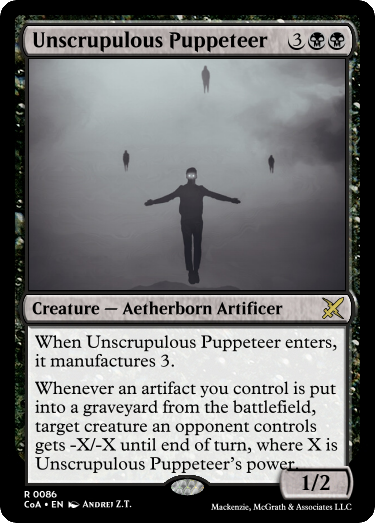 Unscrupulous Puppeteer 3
Creature — Aetherborn Artificer
When Unscrupulous Puppeteer enters,
it manufactures 3.
Whenever an artifact you control is put
into a graveyard from the battlefield,
target creature an opponent controls
gets -X/-X until end of turn, where X is
Unscrupulous Puppeteer's power.
1/2
R 0086
CoA • EN Andrej Z.T.
Mackenzie, McGrath & Associates LLC